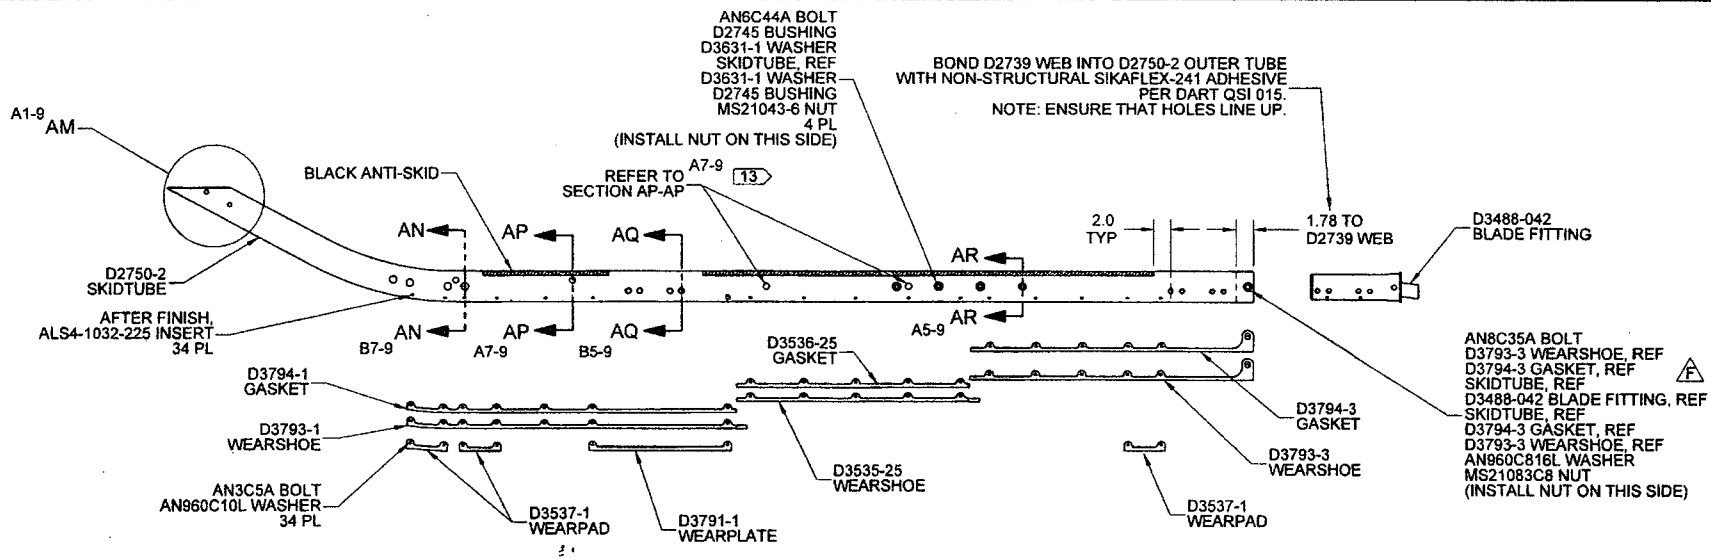 AN6C44A BOLT
D2745 BUSHING
D3631-1 WASHER
SKIDTUBE, REF
D3631-1 WASHER
D2745 BUSHING
MS21043-6 NUT
4 PL
(INSTALL NUT ON THIS SIDE)
BOND D2739 WEB INTO D2750-2 OUTER TUBE
WITH NON-STRUCTURAL SIKAFLEX-241 ADHESIVE
PER DART QSI 015.
NOTE: ENSURE THAT HOLES LINE UP.
A1-9
AM
BLACK ANTI-SKID
REFER TO
SECTION AP-AP
A7-9
13
2.0
TYP
1.78 TO
D2739 WEB
D3488-042
BLADE FITTING
AN
AP
AQ
AR
D2750-2
SKIDTUBE
AFTER FINISH,
ALS4-1032-225 INSERT
34 PL
AN
AP
AQ
AR
B7-9
A7-9
B5-9
A5-9
D3536-25
GASKET
D3794-1
GASKET
D3793-1
WEARSHOE
AN3C5A BOLT
AN960C10L WASHER
34 PL
D3537-1
WEARPAD
D3791-1
WEARPLATE
D3535-25
WEARSHOE
D3794-3
GASKET
D3793-3
WEARSHOE
D3537-1
WEARPAD
AN8C35A BOLT
D3793-3 WEARSHOE, REF
D3794-3 GASKET, REF
SKIDTUBE, REF
D3488-042 BLADE FITTING, REF
SKIDTUBE, REF
D3794-3 GASKET, REF
D3793-3 WEARSHOE, REF
AN960C816L WASHER
MS21083C8 NUT
(INSTALL NUT ON THIS SIDE)
F